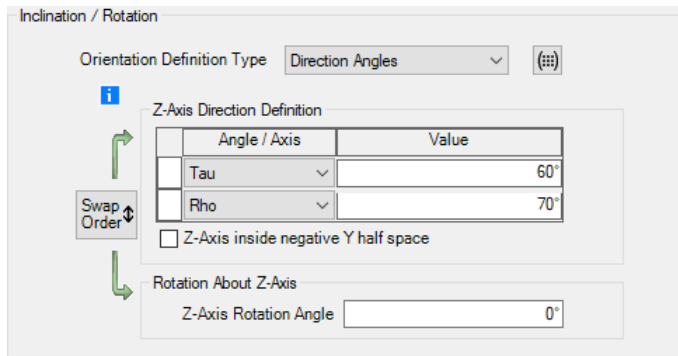 Inclination / Rotation
Orientation Definition Type Direction Angles (:::)
i
Z-Axis Direction Definition
Angle / Axis Value
Tau 60°
Rho 70°
Swap
Order
Z-Axis inside negative Y half space
Rotation About Z-Axis
Z-Axis Rotation Angle 0°